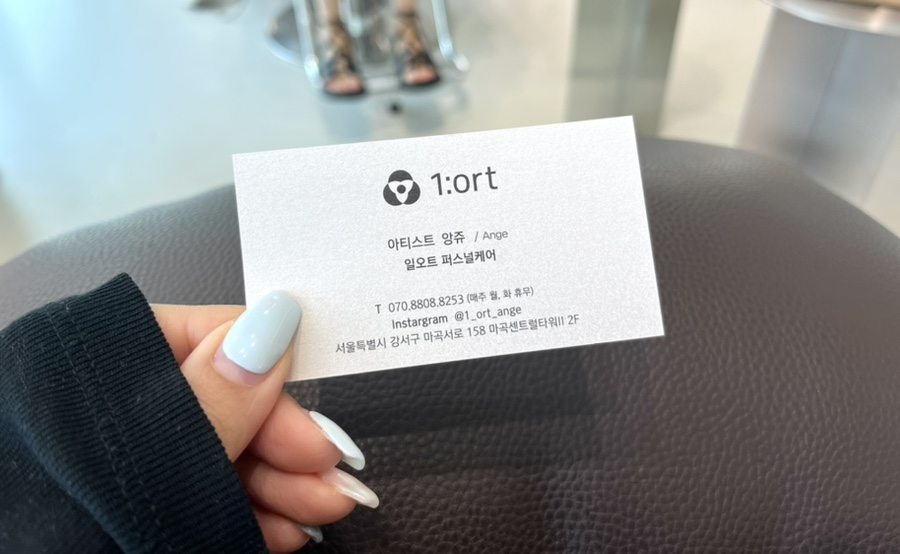 1:ort
아티스트 앙쥬 / Ange
일오트 퍼스널케어
T 070.8808.8253 (매주 월, 화 휴무)
Instargram @1_ort_ange
서울특별시 강서구 마곡서로 158 마곡센트럴타워II 2F